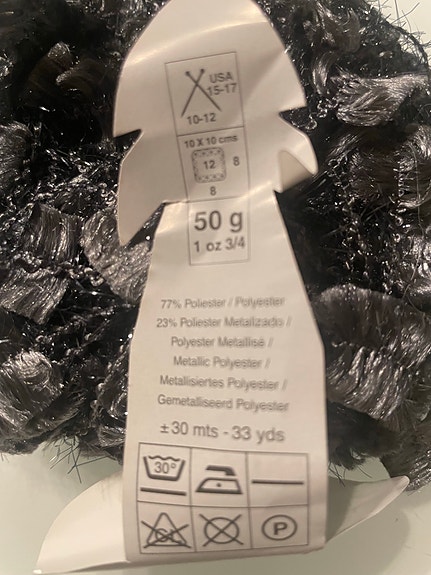 USA
15-17
10-12
10 X 10 cms
12 8
8
50 g
1 oz 3/4
77% Poliester / Polyester
23% Poliester Metalizado /
Polyester Metallisé /
Metallic Polyester /
Metallisiertes Polyester /
Gemetalliseerd Polyester
±30 mts - 33 yds
30°
CL P